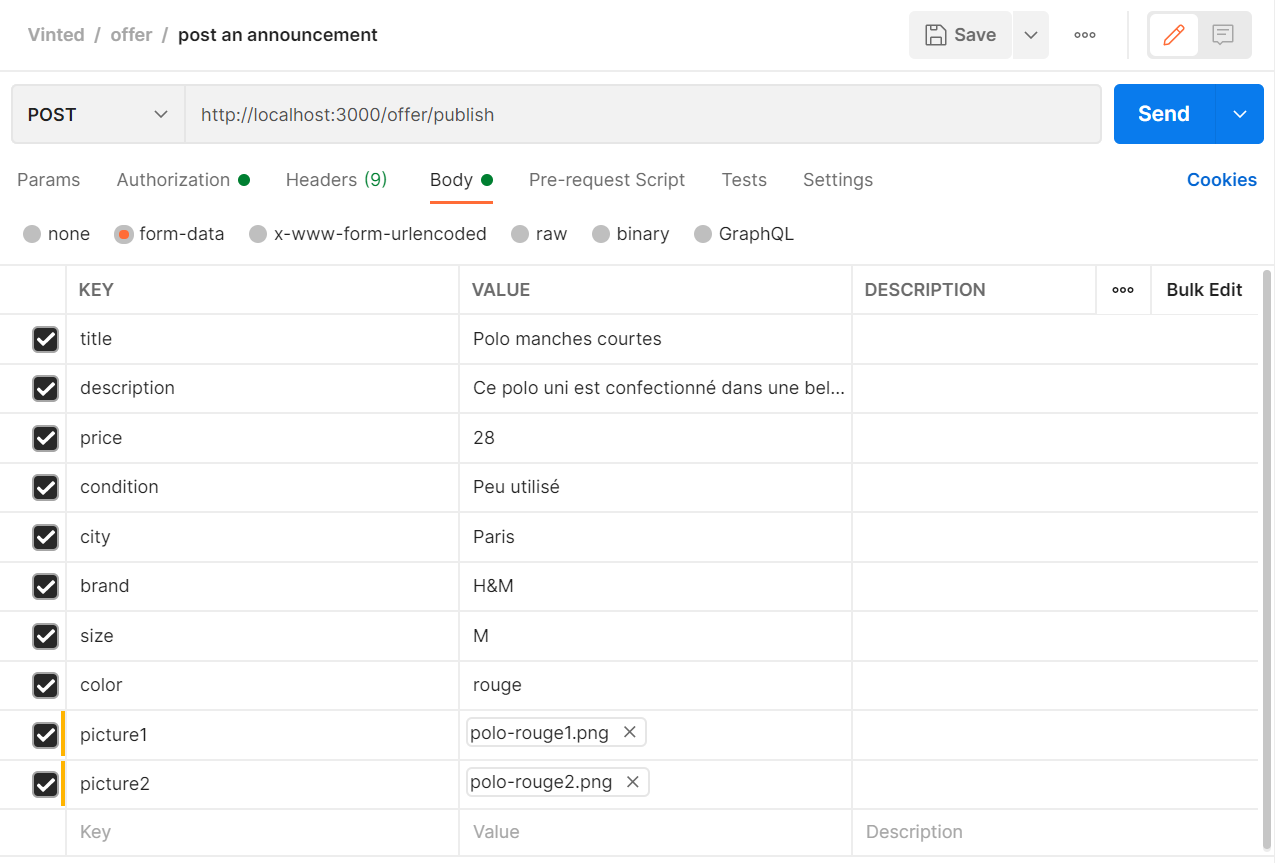 Vinted / offer / post an announcement Save
POST http://localhost:3000/offer/publish Send
Params Authorization Headers (9) Body Pre-request Script Tests Settings Cookies
none form-data x-www-form-urlencoded raw binary GraphQL
KEY VALUE DESCRIPTION Bulk Edit
title Polo manches courtes
description Ce polo uni est confectionné dans une bel...
price 28
condition Peu utilisé
city Paris
brand H&M
size M
color rouge
picture1 polo-rouge1.png
picture2 polo-rouge2.png
Key Value Description